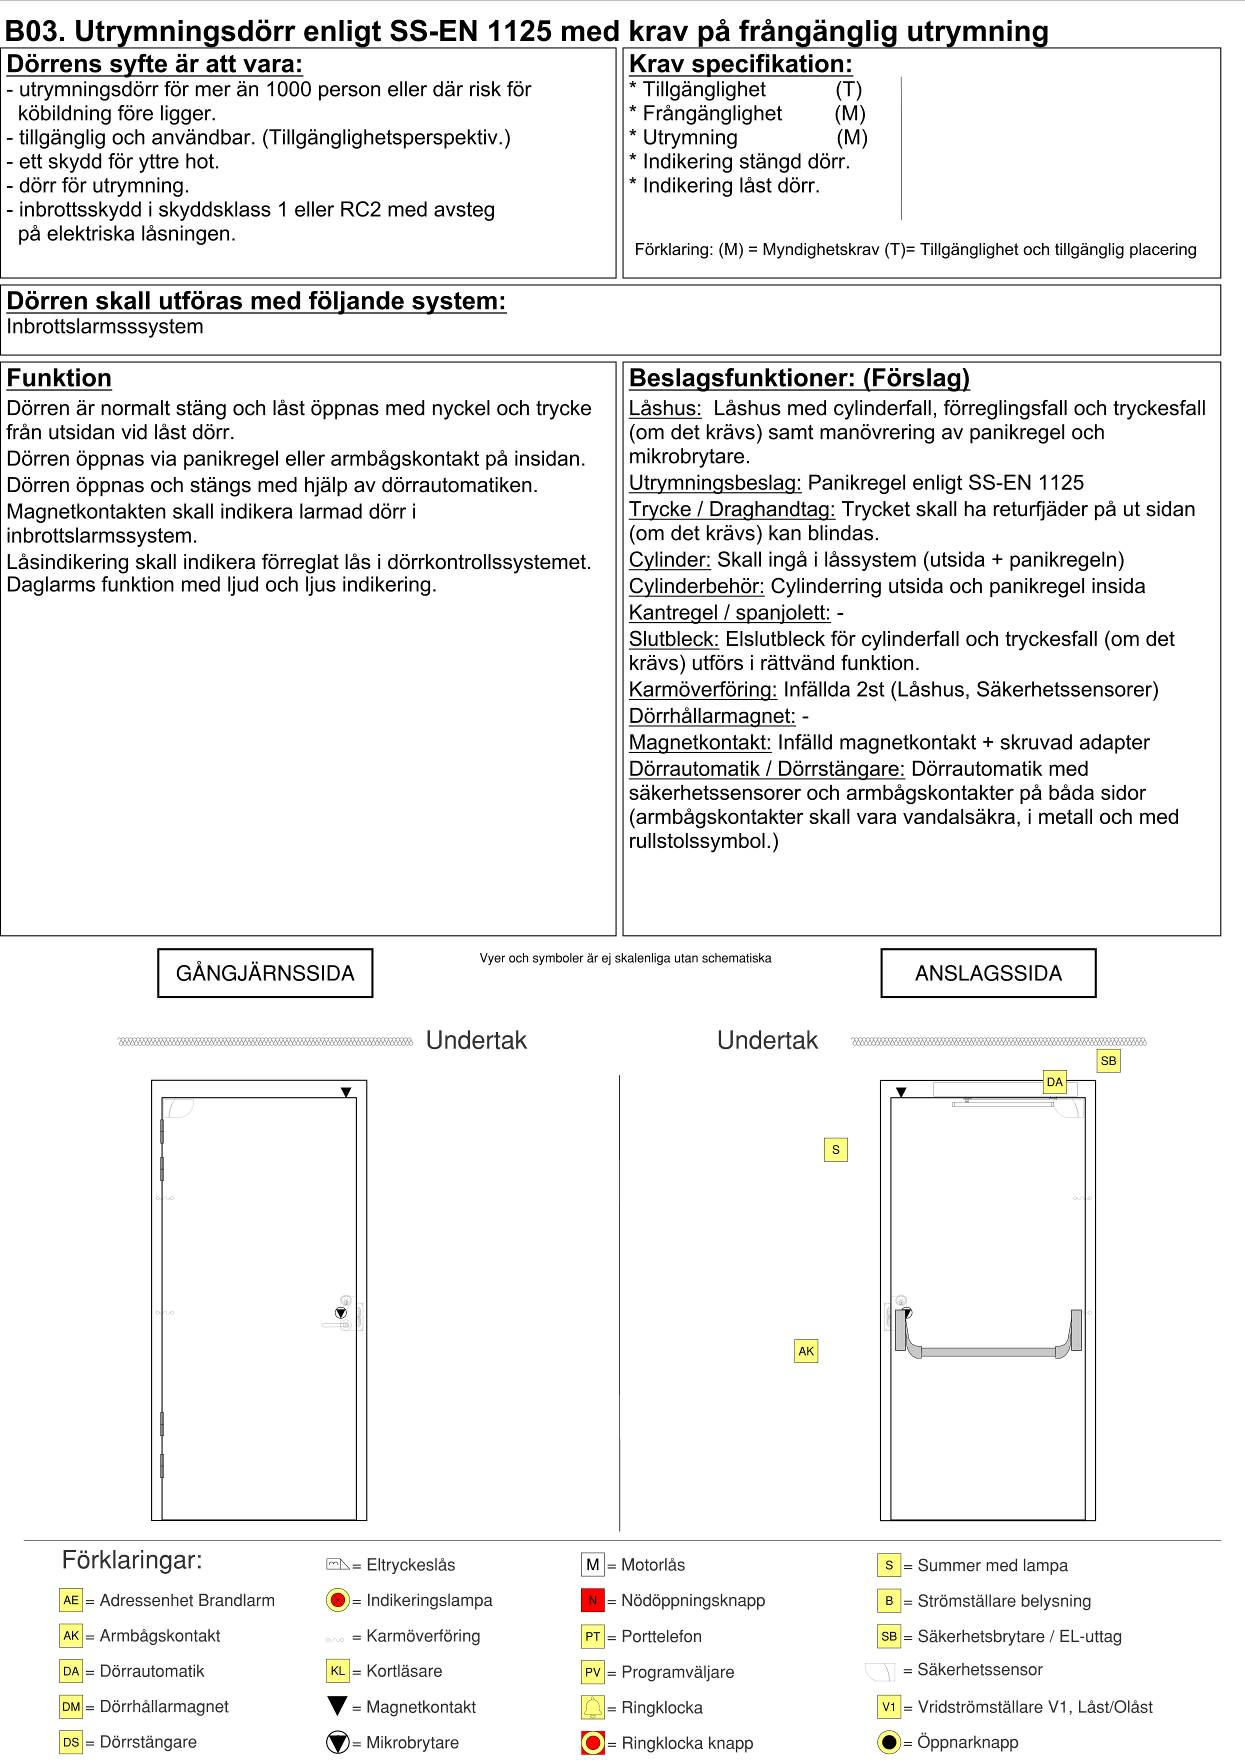 B03. Utrymningsdörr enligt SS-EN 1125 med krav på frångänglig utrymning
Dörrens syfte är att vara:
- utrymningsdörr för mer än 1000 person eller där risk för
köbildning före ligger.
- tillgänglig och användbar. (Tillgänglighetsperspektiv.)
- ett skydd för yttre hot.
- dörr för utrymning.
- inbrottsskydd i skyddsklass 1 eller RC2 med avsteg
på elektriska låsningen.
Krav specifikation:
* Tillgänglighet (T)
* Frångänglighet (M)
* Utrymning (M)
* Indikering stängd dörr.
* Indikering låst dörr.
Förklaring: (M) = Myndighetskrav (T)= Tillgänglighet och tillgänglig placering
Dörren skall utföras med följande system:
Inbrottslarmsssystem
Funktion
Dörren är normalt stäng och låst öppnas med nyckel och trycke
från utsidan vid låst dörr.
Dörren öppnas via panikregel eller armbågskontakt på insidan.
Dörren öppnas och stängs med hjälp av dörrautomatiken.
Magnetkontakten skall indikera larmad dörr i
inbrottslarmssystem.
Låsindikering skall indikera förreglat lås i dörrkontrollssystemet.
Daglarms funktion med ljud och ljus indikering.
Beslagsfunktioner: (Förslag)
Låshus: Låshus med cylinderfall, förreglingsfall och tryckesfall
(om det krävs) samt manövrering av panikregel och
mikrobrytare.
Utrymningsbeslag: Panikregel enligt SS-EN 1125
Trycke / Draghandtag: Trycket skall ha returfjäder på ut sidan
(om det krävs) kan blindas.
Cylinder: Skall ingå i låssystem (utsida + panikregeln)
Cylinderbehör: Cylinderring utsida och panikregel insida
Kantregel / spanjolett: -
Slutbleck: Elslutbleck för cylinderfall och tryckesfall (om det
krävs) utförs i rättvänd funktion.
Karmöverföring: Infällda 2st (Låshus, Säkerhetssensorer)
Dörrhållarmagnet: -
Magnetkontakt: Infälld magnetkontakt + skruvad adapter
Dörrautomatik / Dörrstängare: Dörrautomatik med
säkerhetssensorer och armbågskontakter på båda sidor
(armbågskontakter skall vara vandalsäkra, i metall och med
rullstolssymbol.)
GÅNGJÄRNSSIDA
Vyer och symboler är ej skalenliga utan schematiska
ANSLAGSSIDA
Undertak
Undertak
SB
DA
S
AK
Förklaringar:
AE = Adressenhet Brandlarm
AK = Armbågskontakt
DA = Dörrautomatik
DM = Dörrhållarmagnet
DS = Dörrstängare
= Eltryckeslås
= Indikeringslampa
= Karmöverföring
KL = Kortläsare
= Magnetkontakt
= Mikrobrytare
M = Motorlås
N = Nödöppningsknapp
PT = Porttelefon
PV = Programväljare
= Ringklocka
= Ringklocka knapp
S = Summer med lampa
B = Strömställare belysning
SB = Säkerhetsbrytare / EL-uttag
= Säkerhetssensor
V1 = Vridströmställare V1, Låst/Olåst
= Öppnarknapp